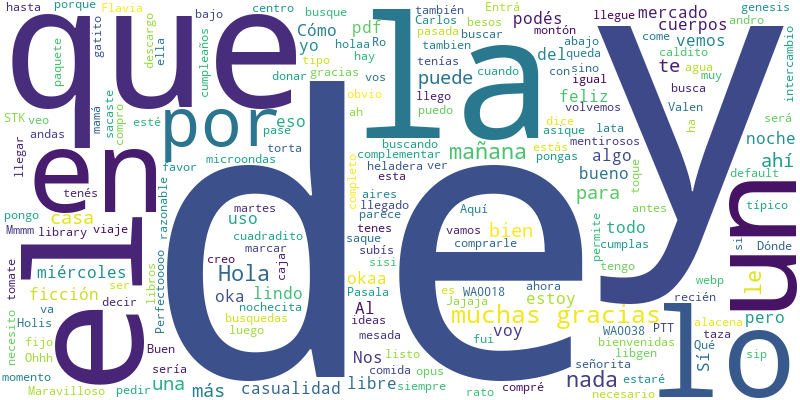 hasta
porque
Flavia
gatito
ella
bajo
cumpleaños
centro
busque
Cómo
yo
pdf
holaa
hay
Carlos
Ro
también
tambien
pasada
besos
Entrá
buscar
tenías
podés
montón
llegue
abajo
mercado
cuerpos
vemos
caldito
como
andro
genesis
intercambio
que
la
y
paquete
descargo
donar
tipo
gracias
vos
puede
cuando
del
queda
con
sino
te
agua
muy
STK
veo
mamá
sacaste
compro
esté
por
eso
pase
ah
obvio
llego
puedo
igual
feliz
volvemos
busca
Valen
será
llegar
andas
en
torta
microondas
favor
razonable
buscando
complementar
heladera
ver
completo
esta
mañana
dice
asique
estás
pongas
lata
mentirosos
algo
bueno
toque
ha
noche
ahí
default
típico
tenés
pongo
casa
Mmmm
library
viaje
el
de
martes
uso
cuadradito
marcar
creo
caja
aires
llegado
parece
tenes
saque
subís
sisi
Aquí
vamos
bien
comprarle
para
antes
todo
cumplas
permite
tengo
un
si
Dónde
tomate
miércoles
ficción
libros
ser
decir
Perfectooooo
Hola
oka
lindo
nochecita
busquedas
luego
okaa
Pasala
es
WA0018
ahora
Jajaja
estoy
webp
recién
le
necesito
va
Holis
fijo
Ohhh
Buen
sería
Al
ideas
mesada
muchas gracias
voy
fui
WA0038
PTT
bienvenidas
libgen
alacena
taza
pero
lo
Sí
Qué
sip
momento
Maravilloso
pedir
una
más
casualidad
Nos
comida
libre
listo
siempre
opus
rato
compré
nada
señorita
estaré
necesario